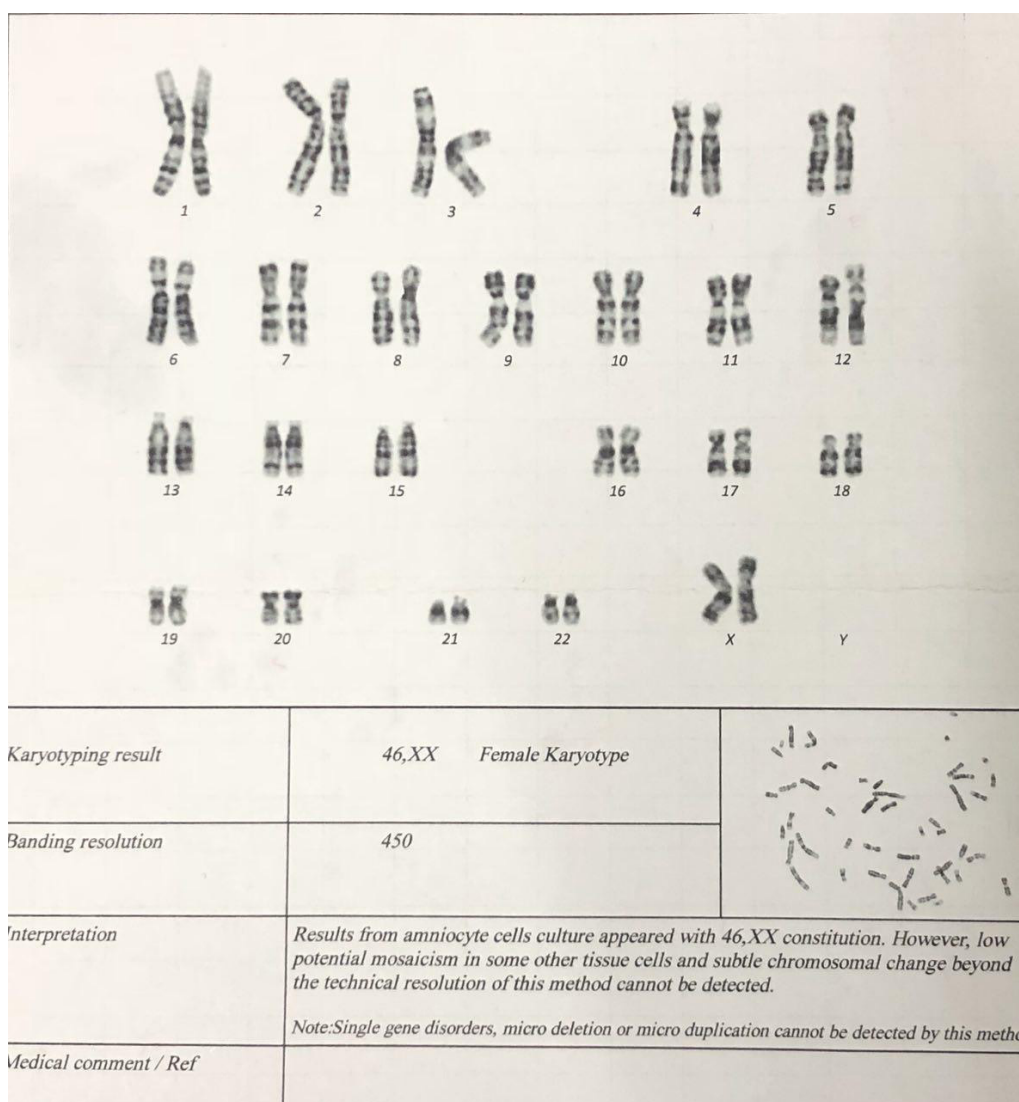 1 2 3 4 5
6 7 8 9 10 11 12
13 14 15 16 17 18
19 20 21 22 X Y
Karyotyping result 46,XX Female Karyotype
Banding resolution 450
Interpretation Results from amniocyte cells culture appeared with 46,XX constitution. However, low
potential mosaicism in some other tissue cells and subtle chromosomal change beyond
the technical resolution of this method cannot be detected.
Note:Single gene disorders, micro deletion or micro duplication cannot be detected by this metho
Medical comment / Ref